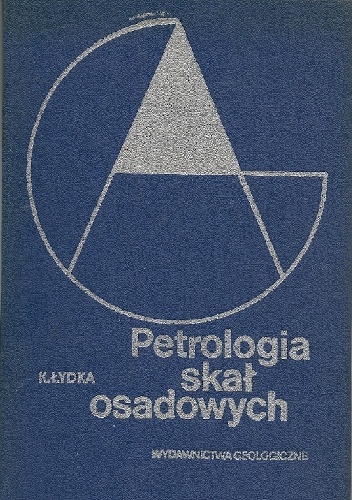 Petrologia
K.ŁYDKA
skał
osadowych
WYDAWNICTWA GEOLOGICZNE